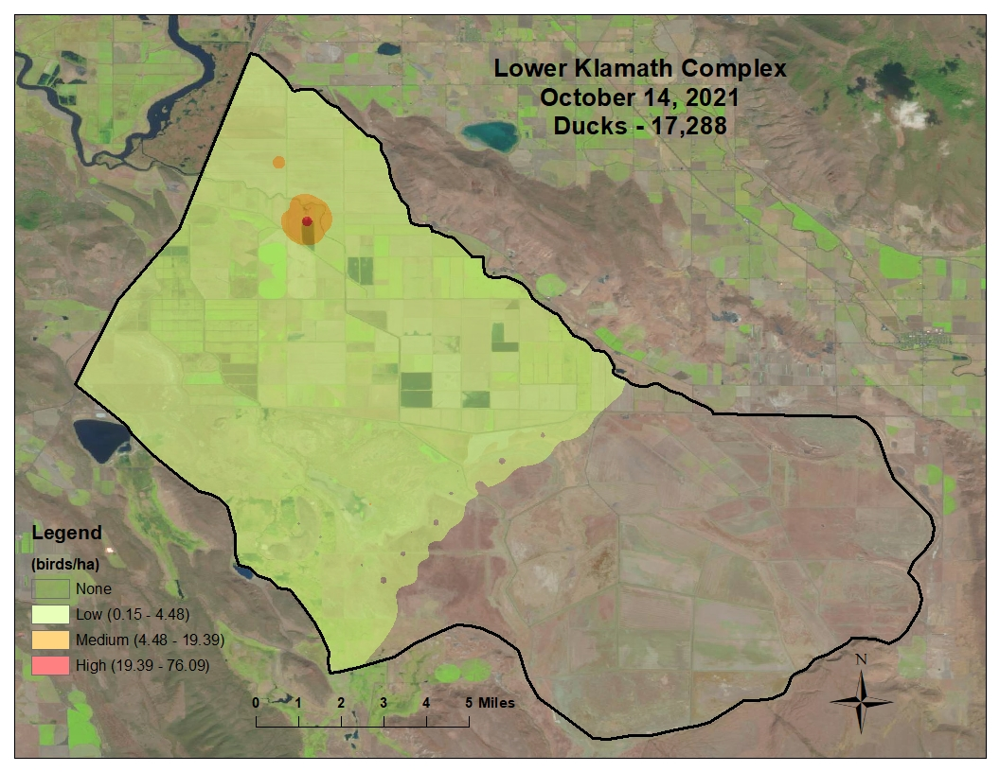 Lower Klamath Complex
October 14, 2021
Ducks - 17,288
Legend
(birds/ha)
None
Low (0.15 - 4.48)
Medium (4.48 - 19.39)
High (19.39 - 76.09)
0 1 2 3 4 5 Miles
N